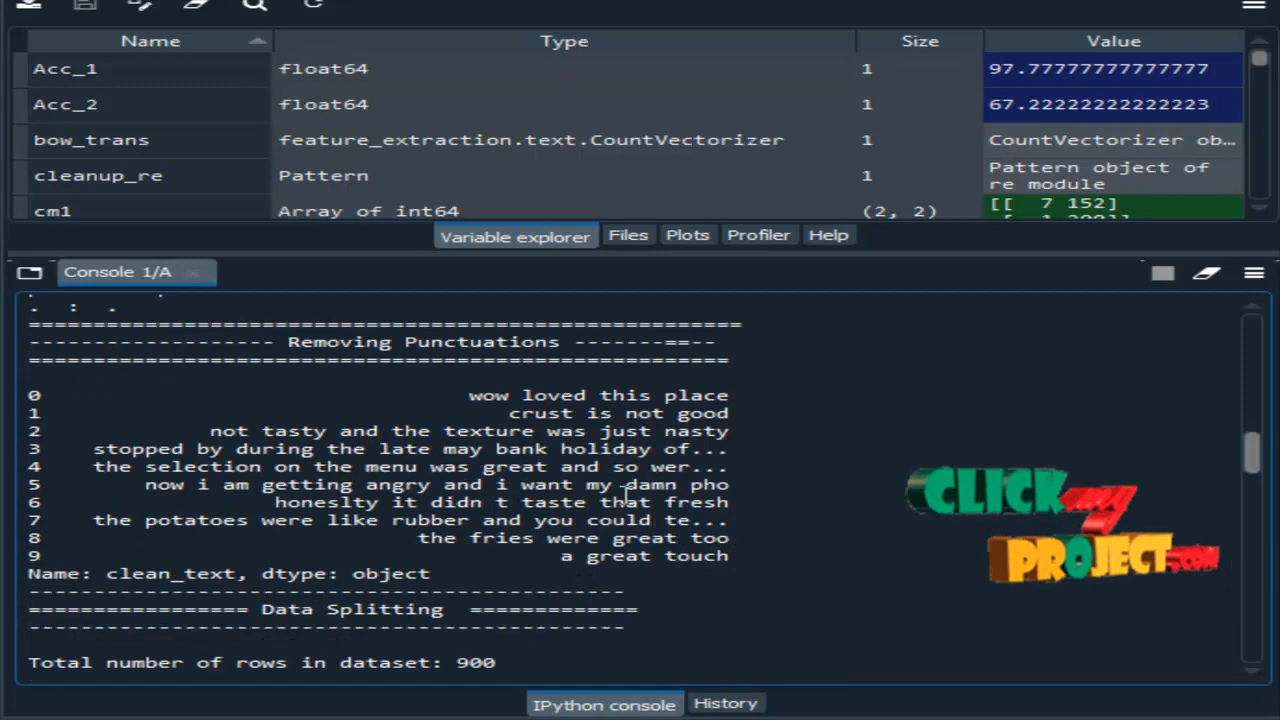 Name Type Size Value
Acc_1 float64 1 97.77777777777777
Acc_2 float64 1 67.22222222222223
bow_trans feature_extraction.text.CountVectorizer 1 CountVectorizer ob…
cleanup_re Pattern 1 Pattern object of
re module
cm1 Array of int64 (2, 2) [[ 7 152]
Variable explorer Files Plots Profiler Help
Console 1/A
. : .
=======================================================
------------------- Removing Punctuations -------==--
======================================================
0 wow loved this place
1 crust is not good
2 not tasty and the texture was just nasty
3 stopped by during the late may bank holiday of...
4 the selection on the menu was great and so wer...
5 now i am getting angry and i want my damn pho
6 honeslty it didn t taste that fresh
7 the potatoes were like rubber and you could te...
8 the fries were great too
9 a great touch
Name: clean_text, dtype: object
----------------------------------------------
================= Data Splitting =============
----------------------------------------------
Total number of rows in dataset: 900
CLICK my
PROJECT.COM
IPython console History